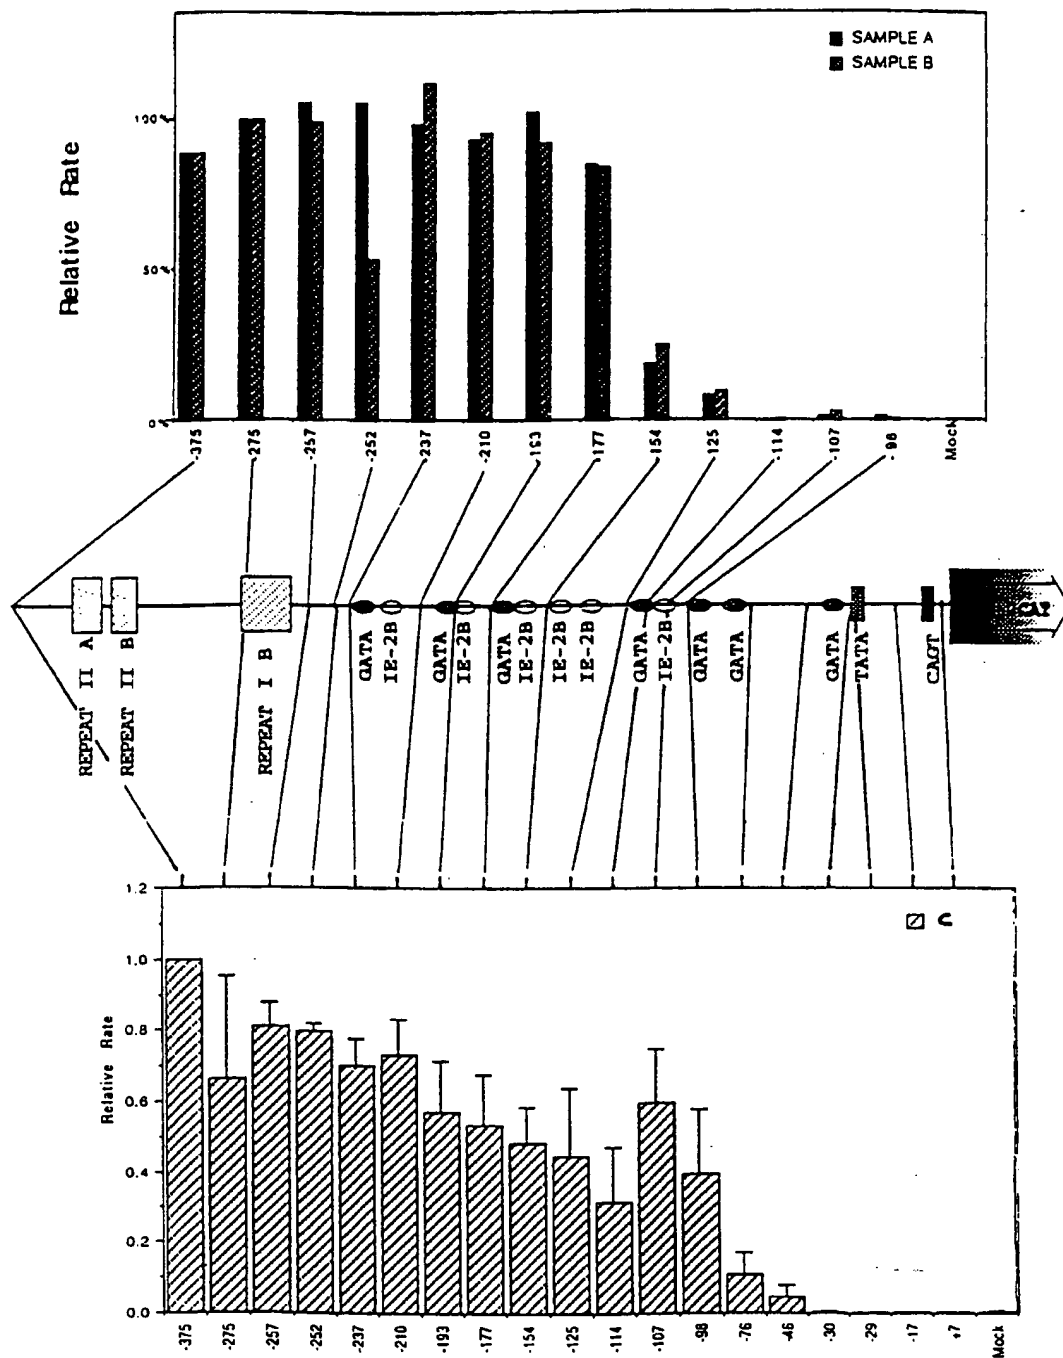 SAMPLE A
SAMPLE B
Relative Rate
100%
50%
0%
-375
-275
-257
-252
-237
-210
-193
-177
-154
-125
-114
-107
-98
Mock
REPEAT II A
REPEAT II B
REPEAT I B
GATA
IE-2B
GATA
IE-2B
GATA
IE-2B
IE-2B
IE-2B
GATA
IE-2B
GATA
GATA
GATA
TATA
CAGT
CAT
C
Relative Rate
1.2
1.0
0.8
0.6
0.4
0.2
0.0
-375
-275
-257
-252
-237
-210
-193
-177
-154
-125
-114
-107
-98
-76
-46
-30
-29
-17
+7
Mock